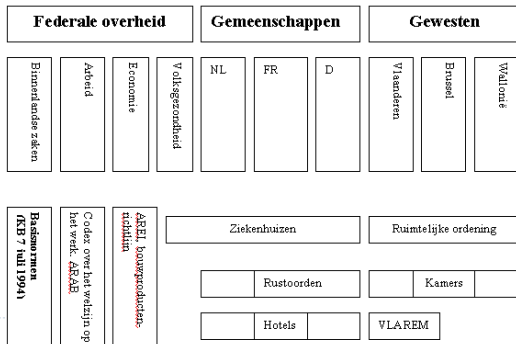 Federale overheid
Gemeenschappen
Gewesten
Binnenlandse zaken
Arbeid
Economie
Volksgezondheid
NL
FR
D
Vlaanderen
Brussel
Wallonië
Basisnormen
(KB 7 juli 1994)
Codex over het welzijn op
het werk. ARAB
AREI, bouwproducten-
richtlijn
Ziekenhuizen
Ruimtelijke ordening
Rustoorden
Kamers
Hotels
VLAREM